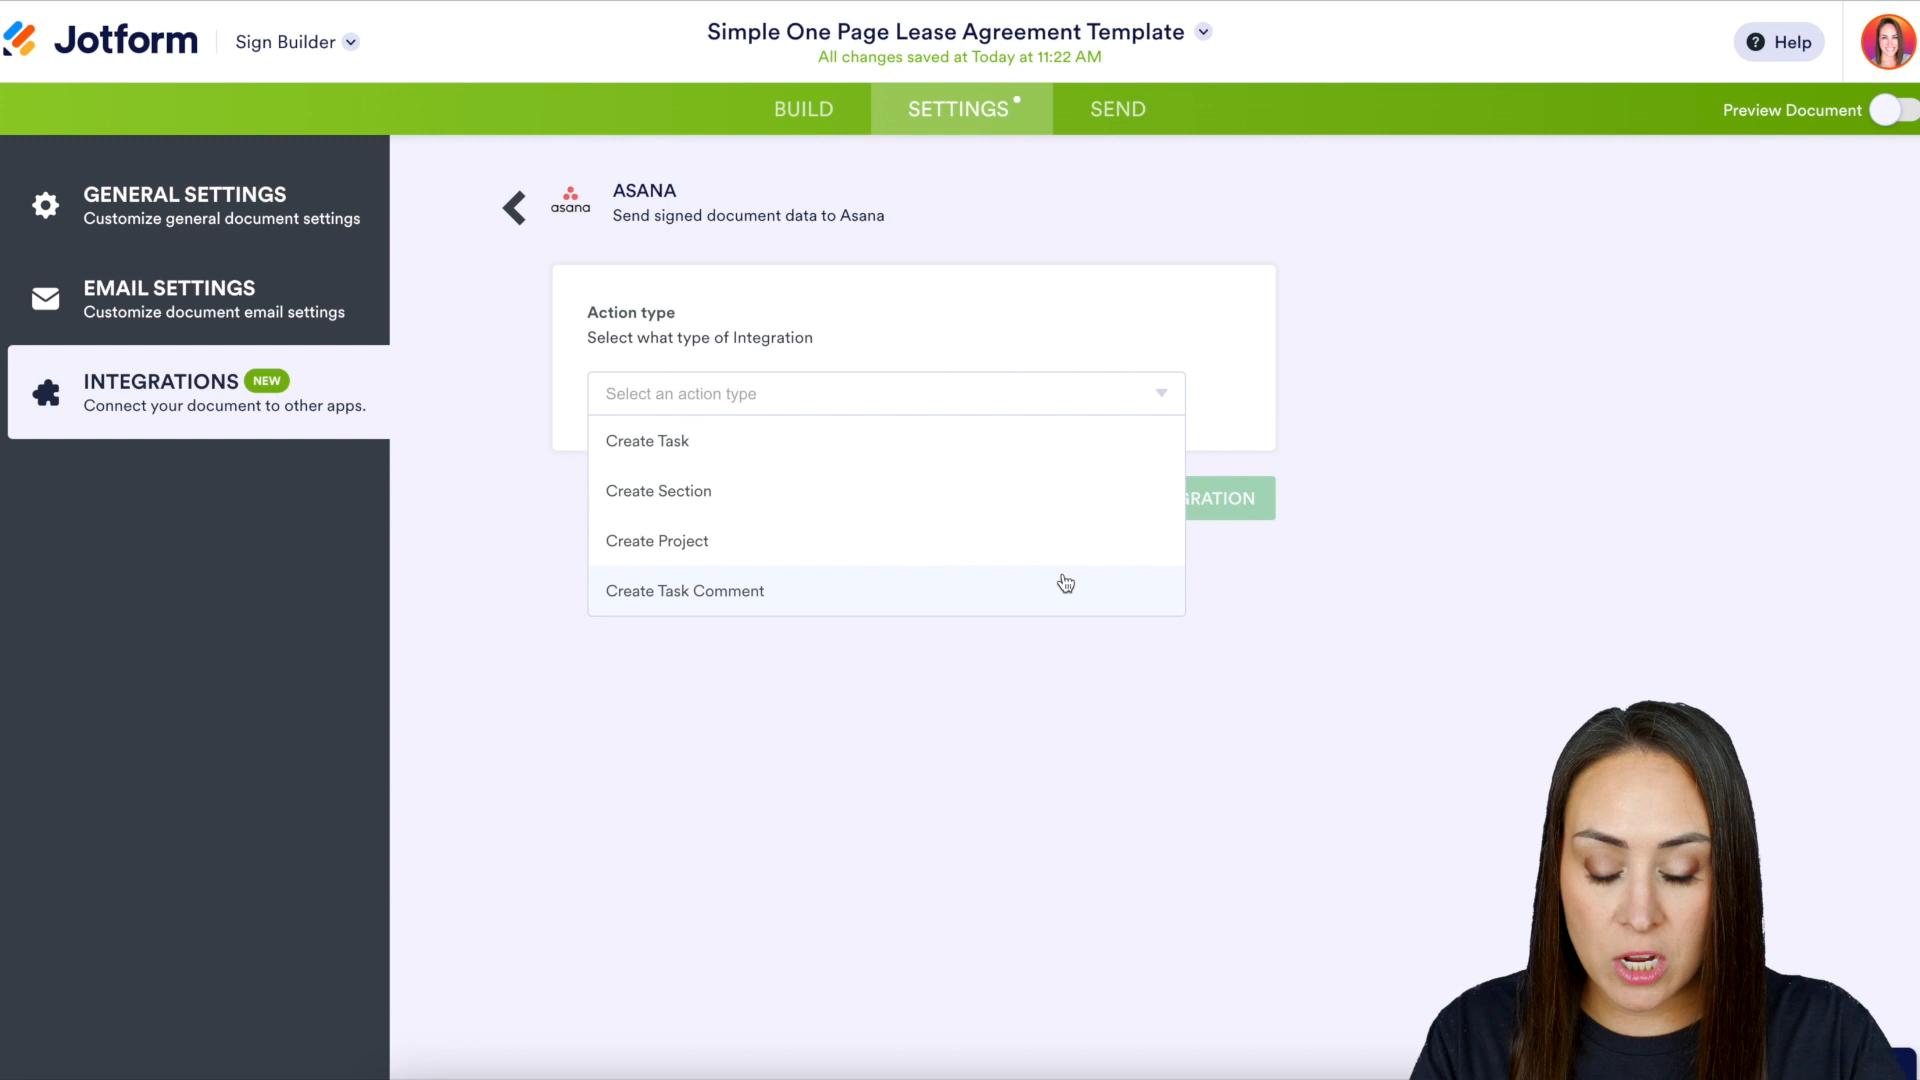 Jotform
Sign Builder
Simple One Page Lease Agreement Template
All changes saved at Today at 11:22 AM
? Help
BUILD
SETTINGS
SEND
Preview Document
GENERAL SETTINGS
Customize general document settings
EMAIL SETTINGS
Customize document email settings
INTEGRATIONS NEW
Connect your document to other apps.
asana
ASANA
Send signed document data to Asana
Action type
Select what type of Integration
Select an action type
Create Task
Create Section
Create Project
Create Task Comment
GRATION